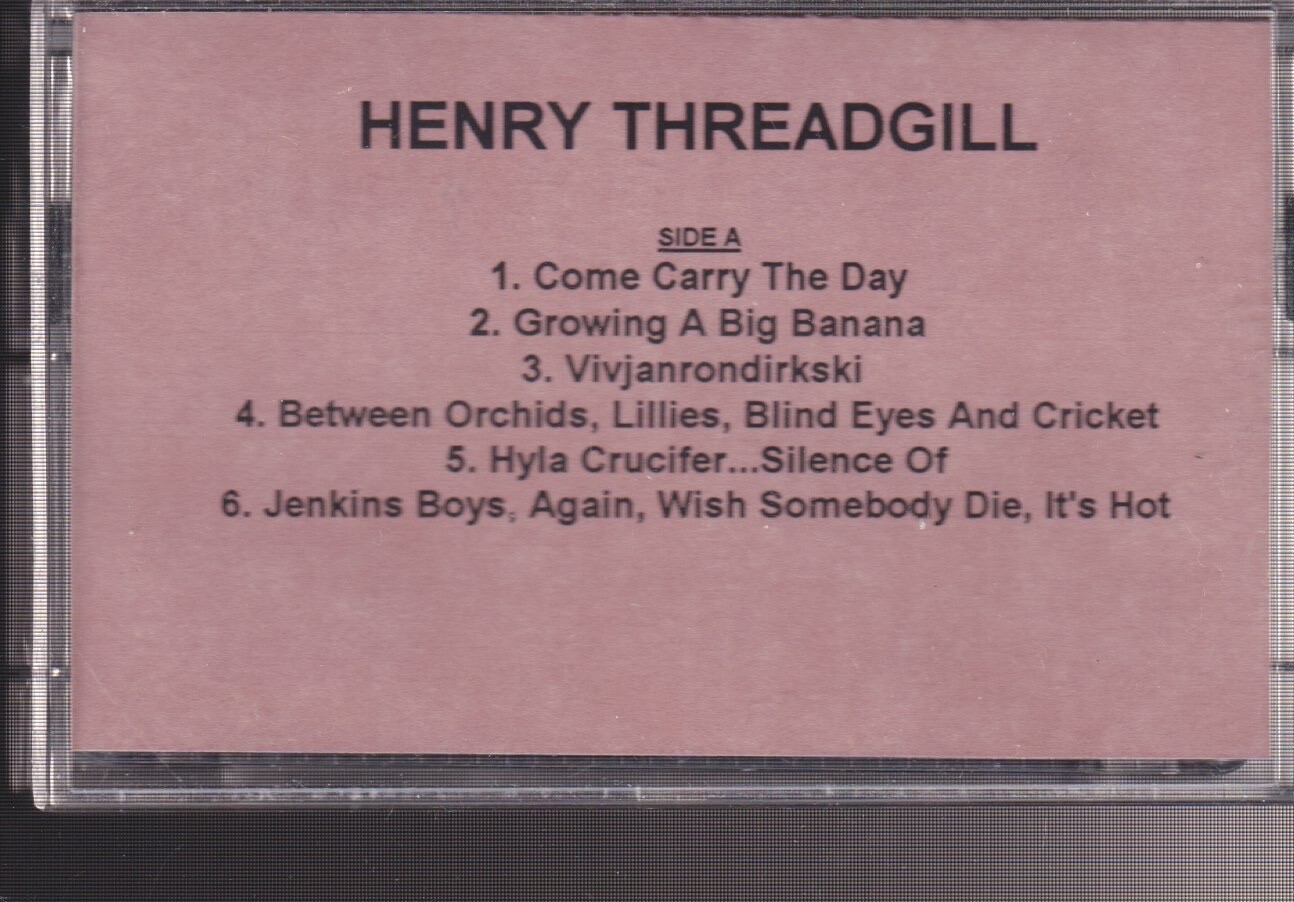 HENRY THREADGILL
SIDE A
1. Come Carry The Day
2. Growing A Big Banana
3. Vivjanrondirkski
4. Between Orchids, Lillies, Blind Eyes And Cricket
5. Hyla Crucifer...Silence Of
6. Jenkins Boys, Again, Wish Somebody Die, It's Hot